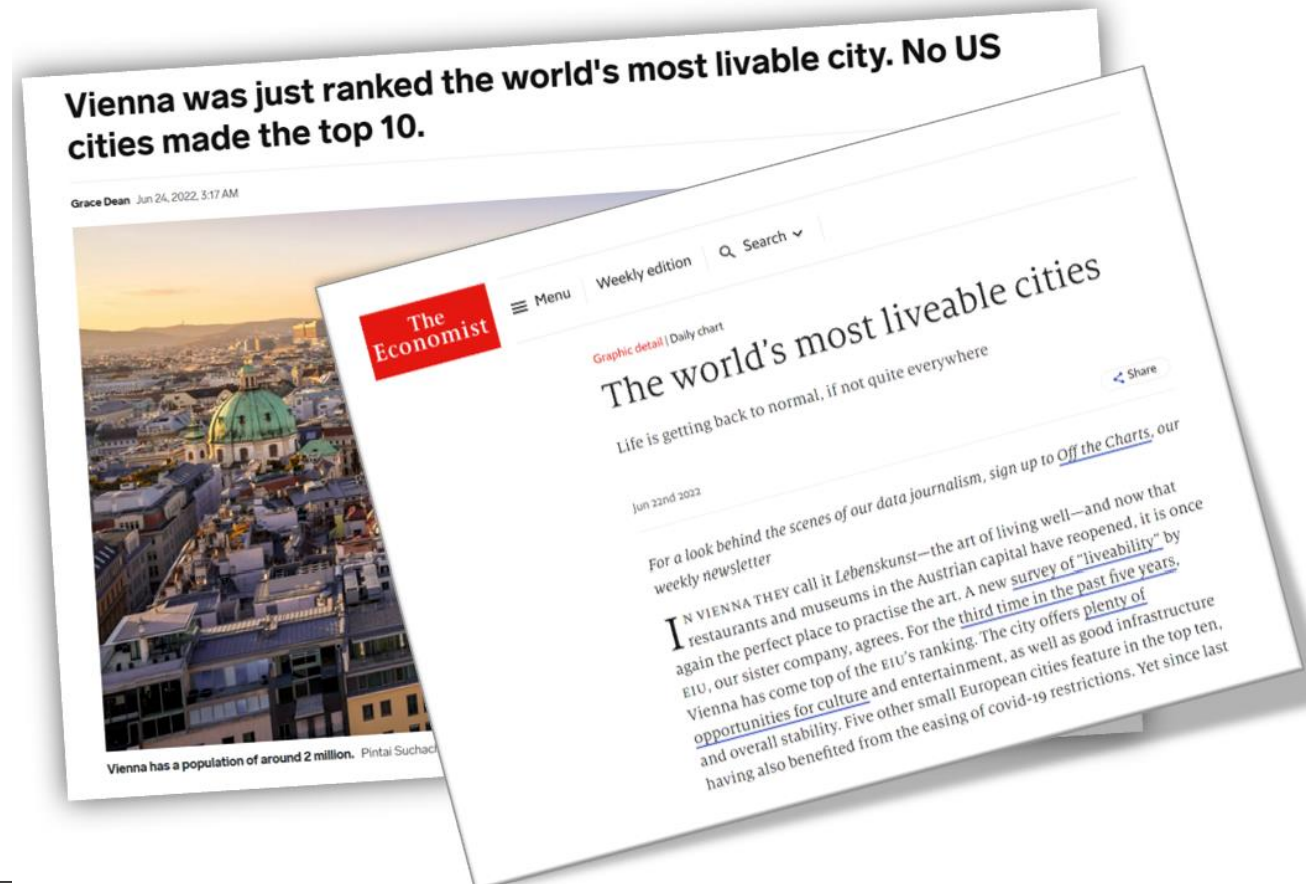 Vienna was just ranked the world's most livable city. No US
cities made the top 10.
Grace Dean Jun 24, 2022, 3:17 AM
Vienna has a population of around 2 million. Pintai
The
Economist
Menu
Weekly edition
Search
Graphic detail | Daily chart
The world's most liveable cities
Life is getting back to normal, if not quite everywhere
Share
Jun 22nd 2022
For a look behind the scenes of our data journalism, sign up to Off the Charts, our
weekly newsletter
IN VIENNA THEY call it Lebenskunst—the art of living well—and now that
restaurants and museums in the Austrian capital have reopened, it is once
again the perfect place to practise the art. A new survey of "liveability" by
EIU, our sister company, agrees. For the third time in the past five years,
Vienna has come top of the EIU's ranking. The city offers plenty of
opportunities for culture and entertainment, as well as good infrastructure
and overall stability. Five other small European cities feature in the top ten,
having also benefited from the easing of covid-19 restrictions. Yet since last